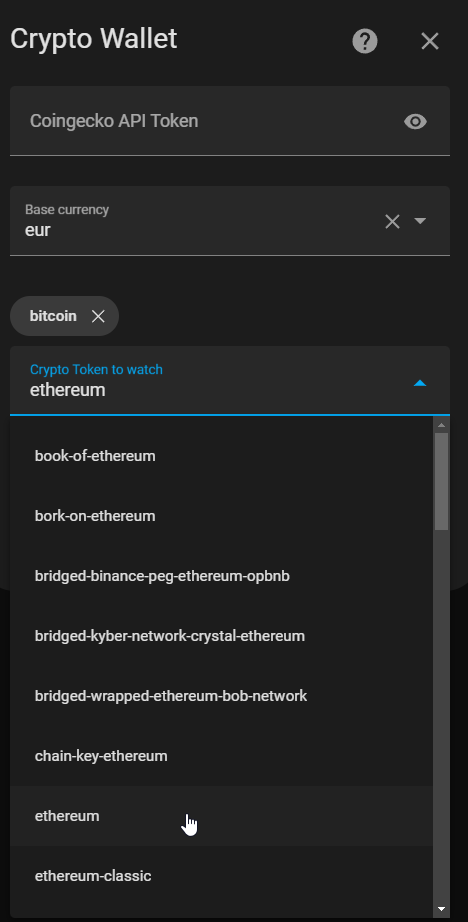 Crypto Wallet
Coingecko API Token
Base currency
eur
bitcoin
Crypto Token to watch
ethereum
book-of-ethereum
bork-on-ethereum
bridged-binance-peg-ethereum-opbnb
bridged-kyber-network-crystal-ethereum
bridged-wrapped-ethereum-bob-network
chain-key-ethereum
ethereum
ethereum-classic